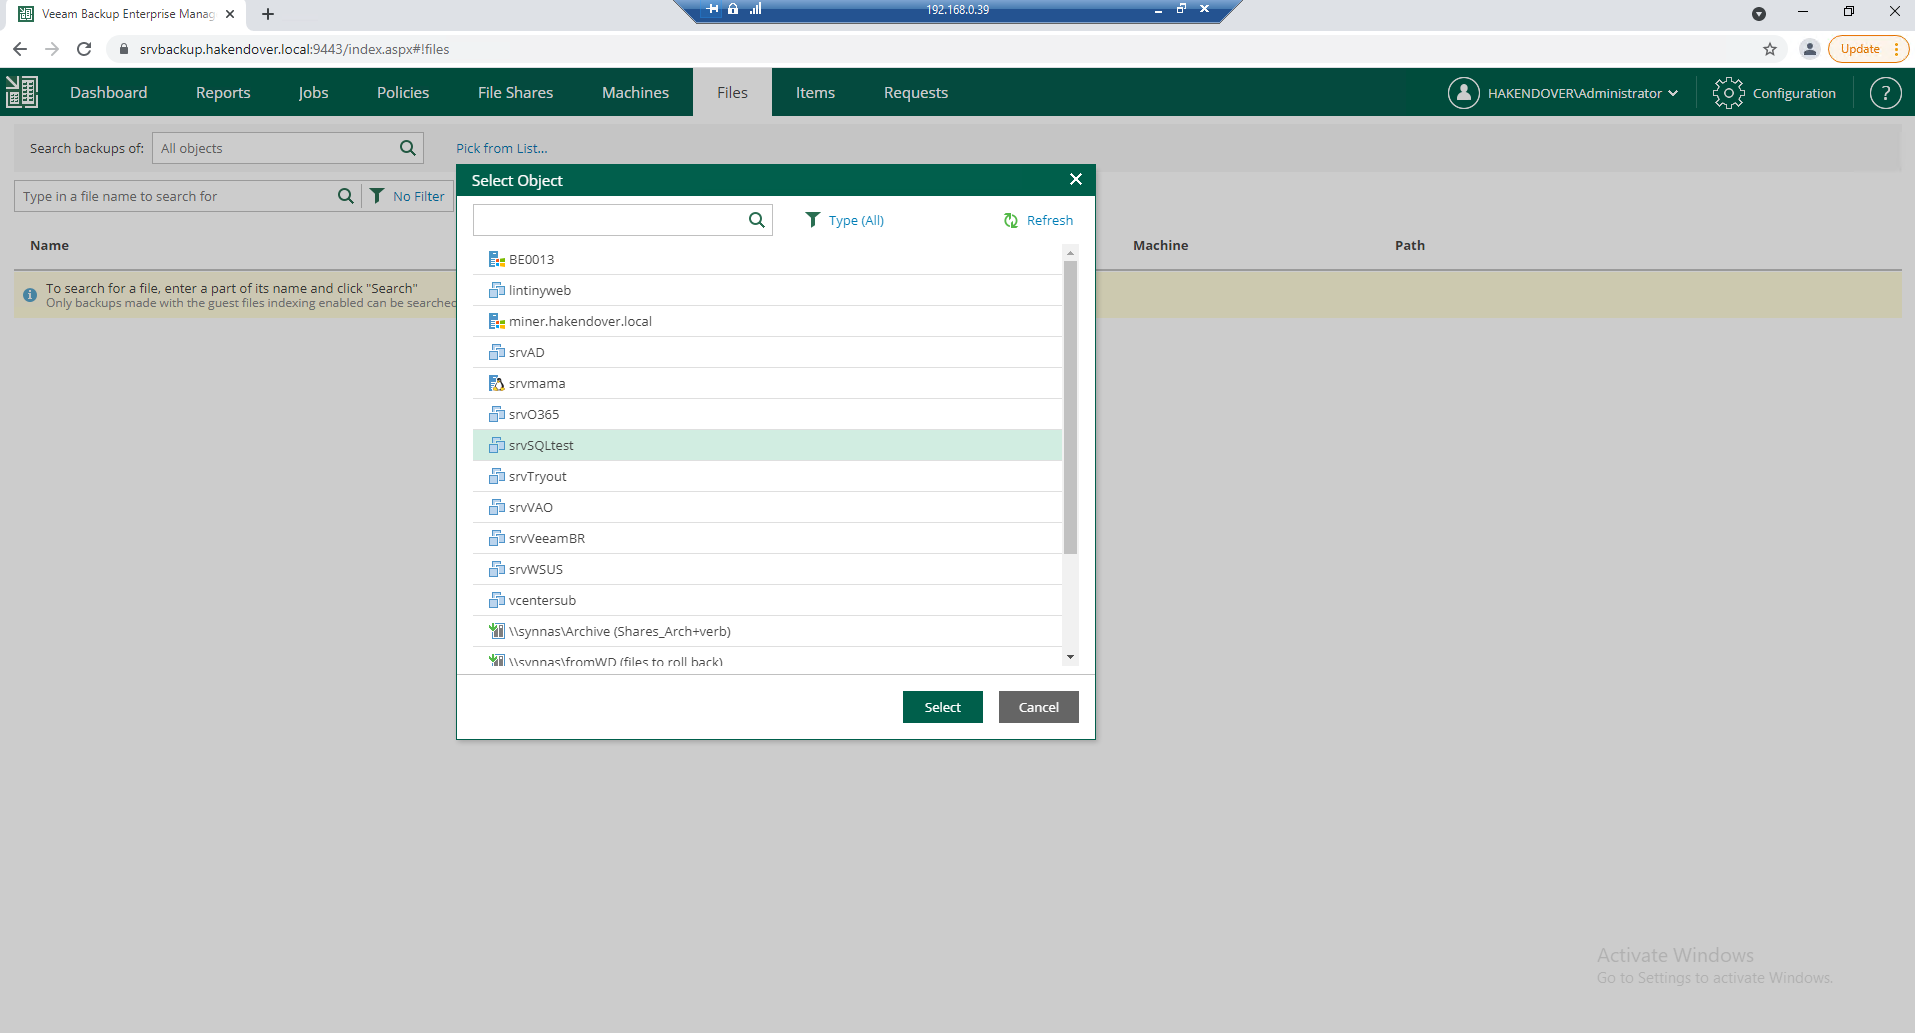 Veeam Backup Enterprise Manag
192.168.0.39
srvbackup.hakendover.local:9443/index.aspx#!files
Update
Dashboard
Reports
Jobs
Policies
File Shares
Machines
Files
Items
Requests
HAKENDOVER\Administrator
Configuration
?
Search backups of:
All objects
Pick from List...
Type in a file name to search for
No Filter
Select Object
Type (All)
Refresh
Name
Machine
Path
To search for a file, enter a part of its name and click "Search"
Only backups made with the guest files indexing enabled can be searched
BE0013
lintinyweb
miner.hakendover.local
srvAD
srvmama
srvO365
srvSQLtest
srvTryout
srvVAO
srvVeeamBR
srvWSUS
vcentersub
\\synnas\Archive (Shares_Arch+verb)
\\synnas\fromWD (files to roll back)
Select
Cancel
Activate Windows
Go to Settings to activate Windows.